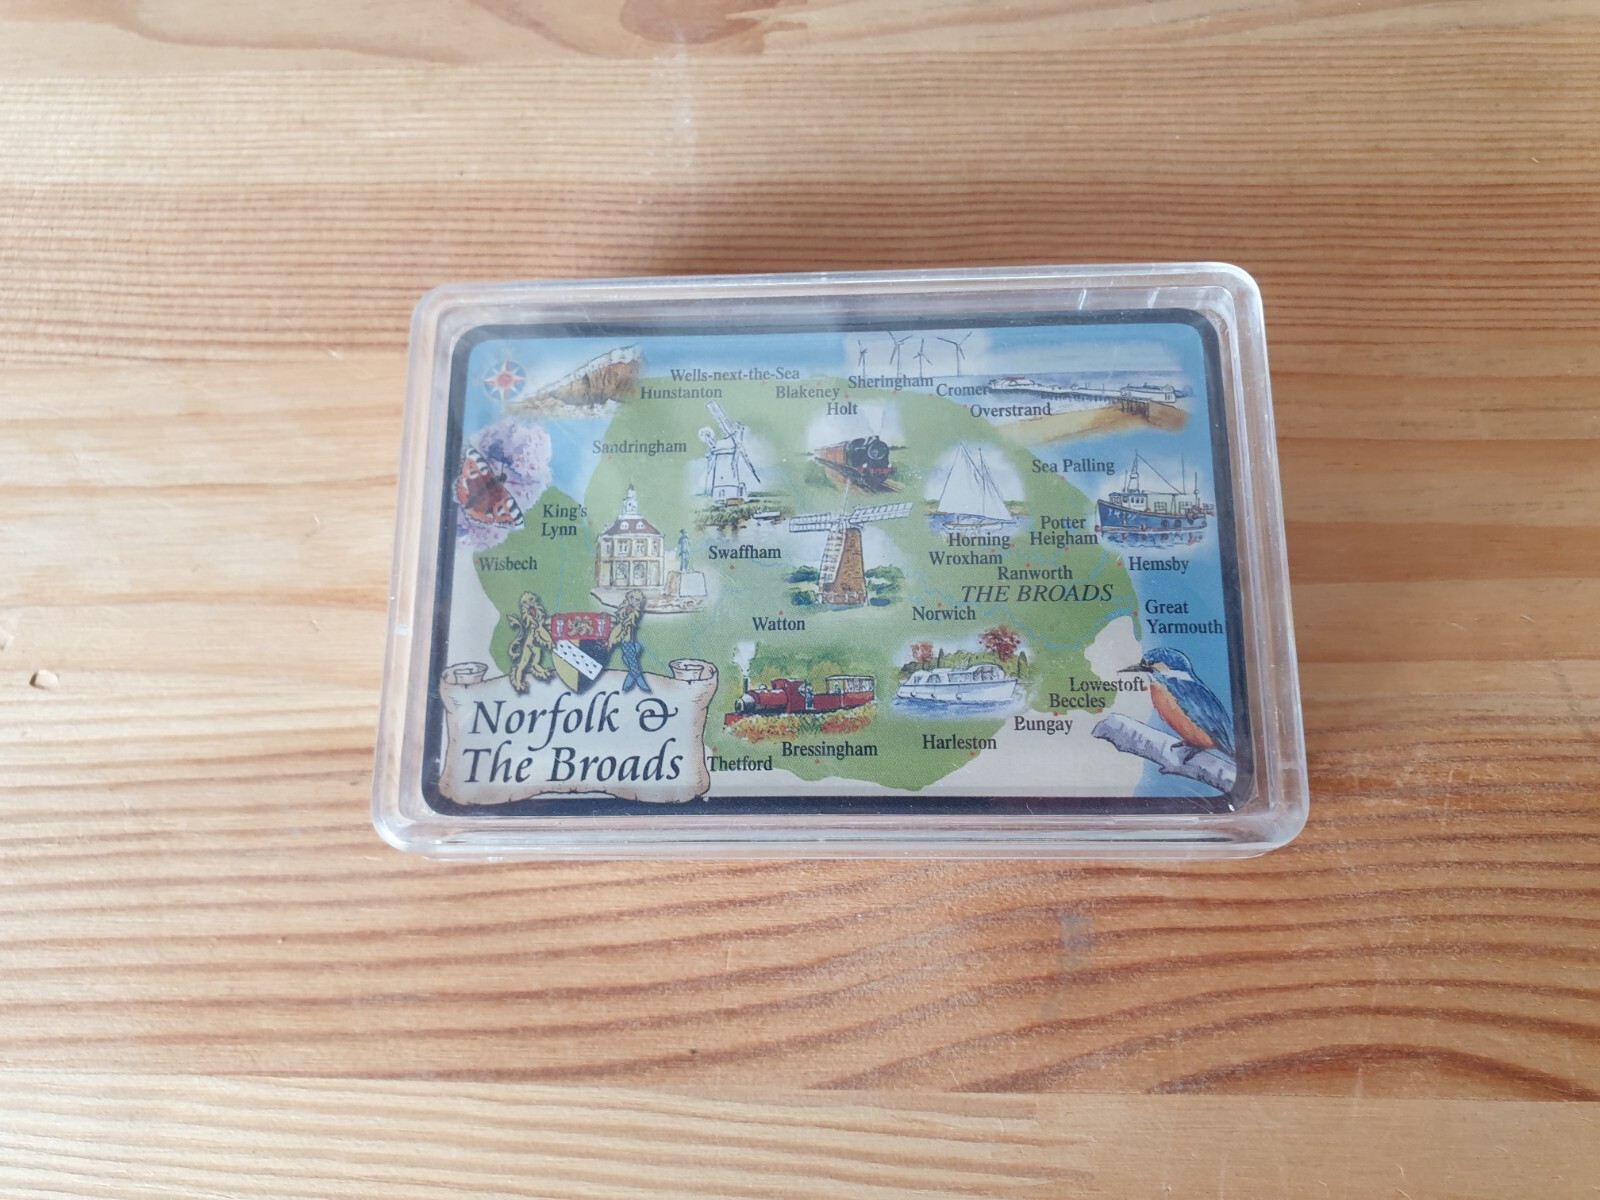 Wells-next-the-Sea
Hunstanton
Blakeney
Sheringham
Cromer
Holt
Overstrand
Sandringham
Sea Palling
King's
Lynn
Potter
Heigham
Horning
Swaffham
Wroxham
Wisbech
Ranworth
Hemsby
THE BROADS
Norwich
Great
Yarmouth
Watton
Lowestoft
Beccles
Bungay
Harleston
Bressingham
Thetford
Norfolk &
The Broads